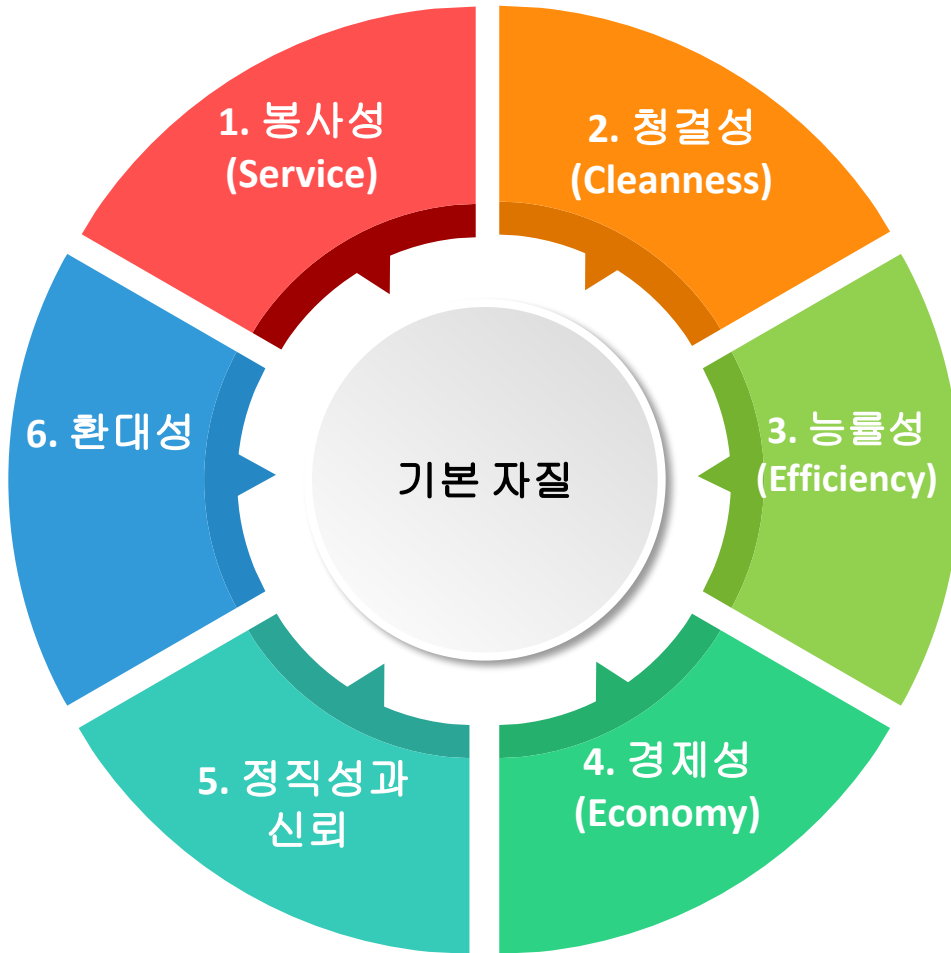 1. 봉사성
(Service)
2. 청결성
(Cleanness)
3. 능률성
(Efficiency)
4. 경제성
(Economy)
5. 정직성과
신뢰
6. 환대성
기본 자질